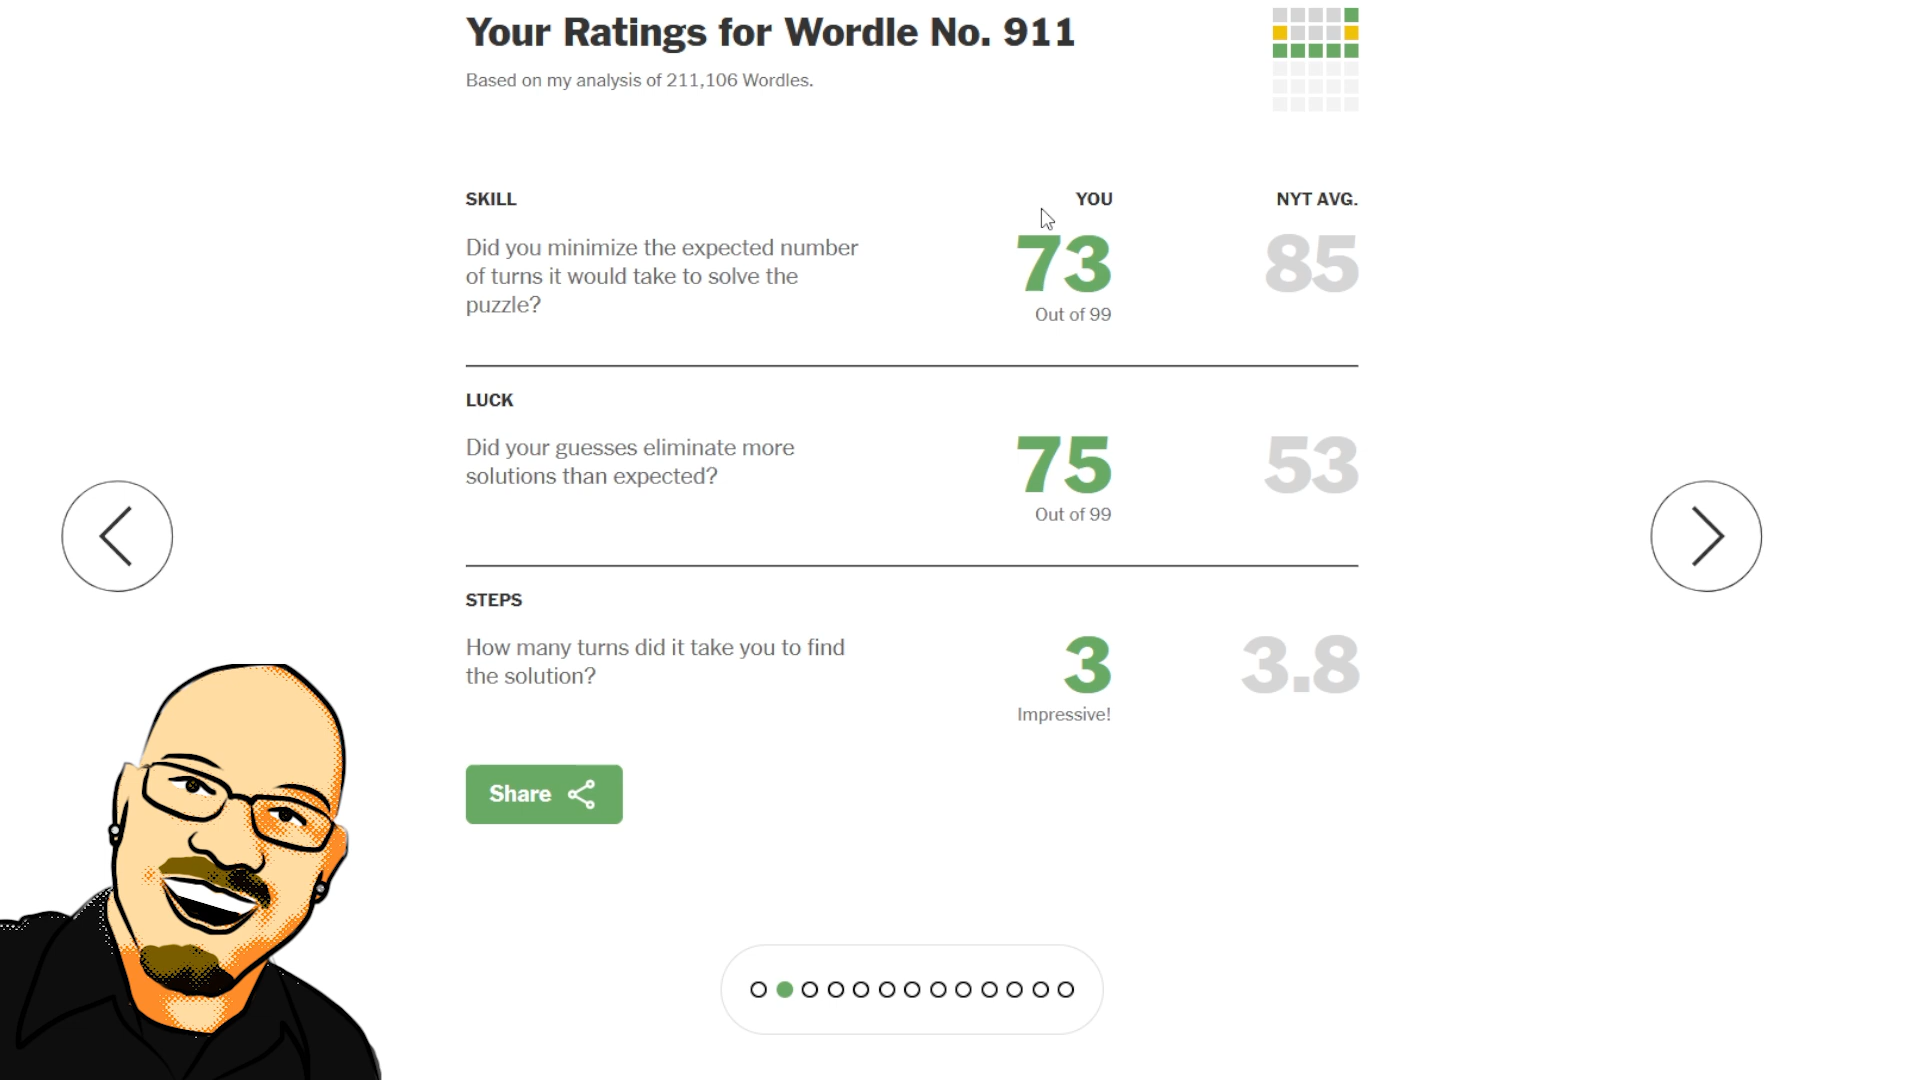 Your Ratings for Wordle No. 911
Based on my analysis of 211,106 Wordles.
SKILL YOU NYT AVG.
Did you minimize the expected number
of turns it would take to solve the
puzzle?
73 85
Out of 99
LUCK
Did your guesses eliminate more
solutions than expected?
75 53
Out of 99
STEPS
How many turns did it take you to find
the solution?
3 3.8
Impressive!
Share